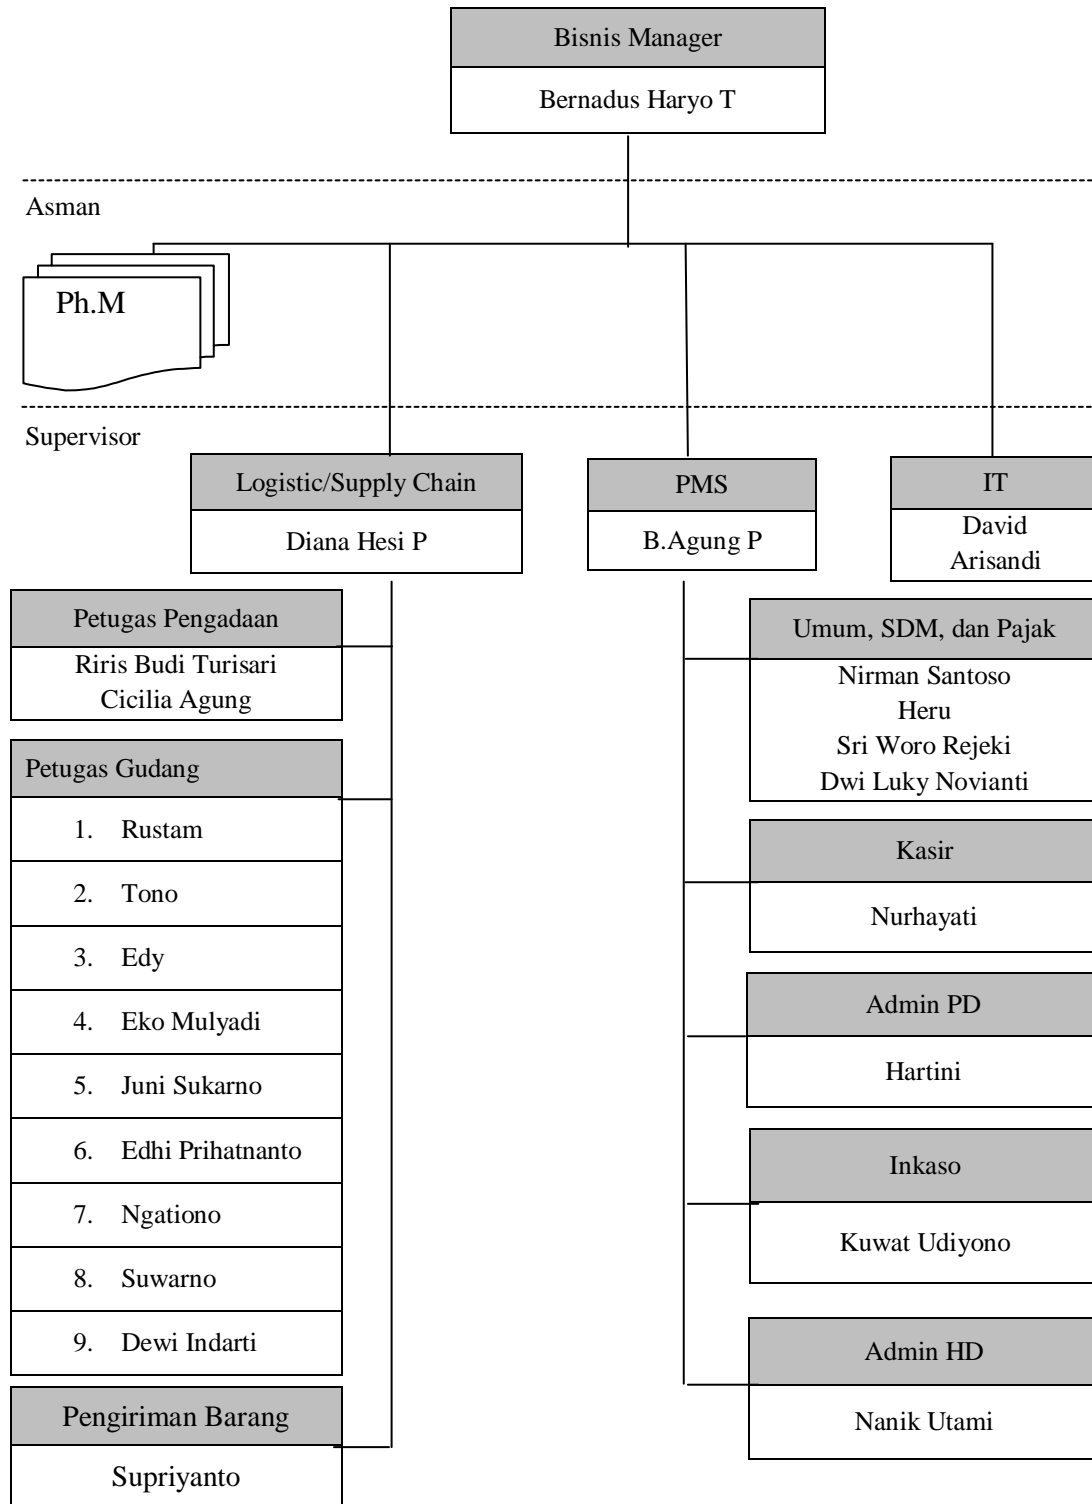 Bisnis Manager
Bernadus Haryo T
Asman
Ph.M
Supervisor
Logistic/Supply Chain
Diana Hesi P
PMS
B.Agung P
IT
David
Arisandi
Petugas Pengadaan
Riris Budi Turisari
Cicilia Agung
Petugas Gudang
1. Rustam
2. Tono
3. Edy
4. Eko Mulyadi
5. Juni Sukarno
6. Edhi Prihatnanto
7. Ngationo
8. Suwarno
9. Dewi Indarti
Pengiriman Barang
Supriyanto
Umum, SDM, dan Pajak
Nirman Santoso
Heru
Sri Woro Rejeki
Dwi Luky Novianti
Kasir
Nurhayati
Admin PD
Hartini
Inkaso
Kuwat Udiyono
Admin HD
Nanik Utami